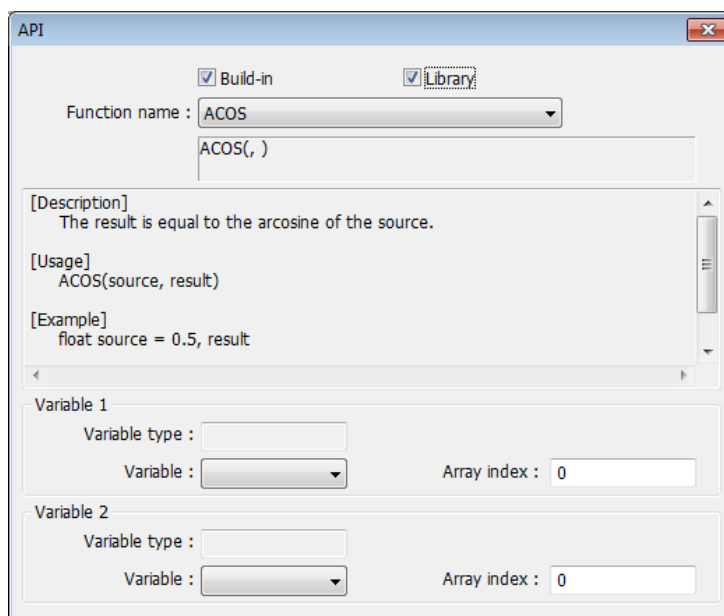 API
Build-in Library
Function name : ACOS
ACOS(, )
[Description]
The result is equal to the arcosine of the source.
[Usage]
ACOS(source, result)
[Example]
float source = 0.5, result
Variable 1
Variable type :
Variable : Array index : 0
Variable 2
Variable type :
Variable : Array index : 0